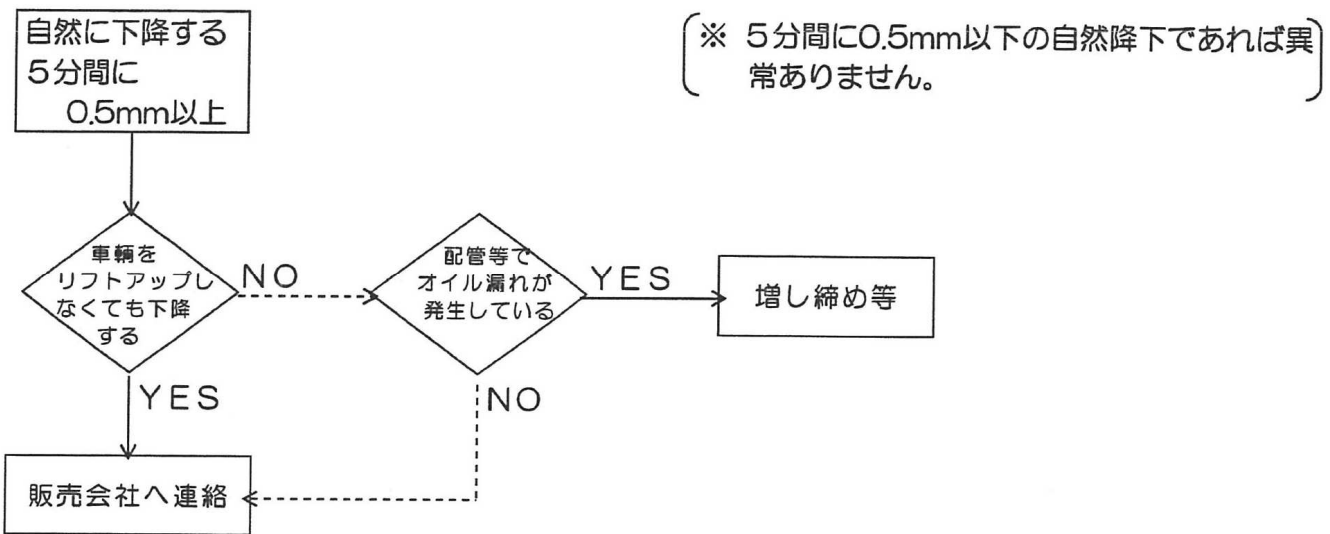 自然に下降する
5分間に
0.5mm以上
※ 5分間に0.5mm以下の自然降下であれば異
常ありません。
車輌を
リフトアップし
なくても下降
する
NO
配管等で
オイル漏れが
発生している
YES
増し締め等
YES
NO
販売会社へ連絡